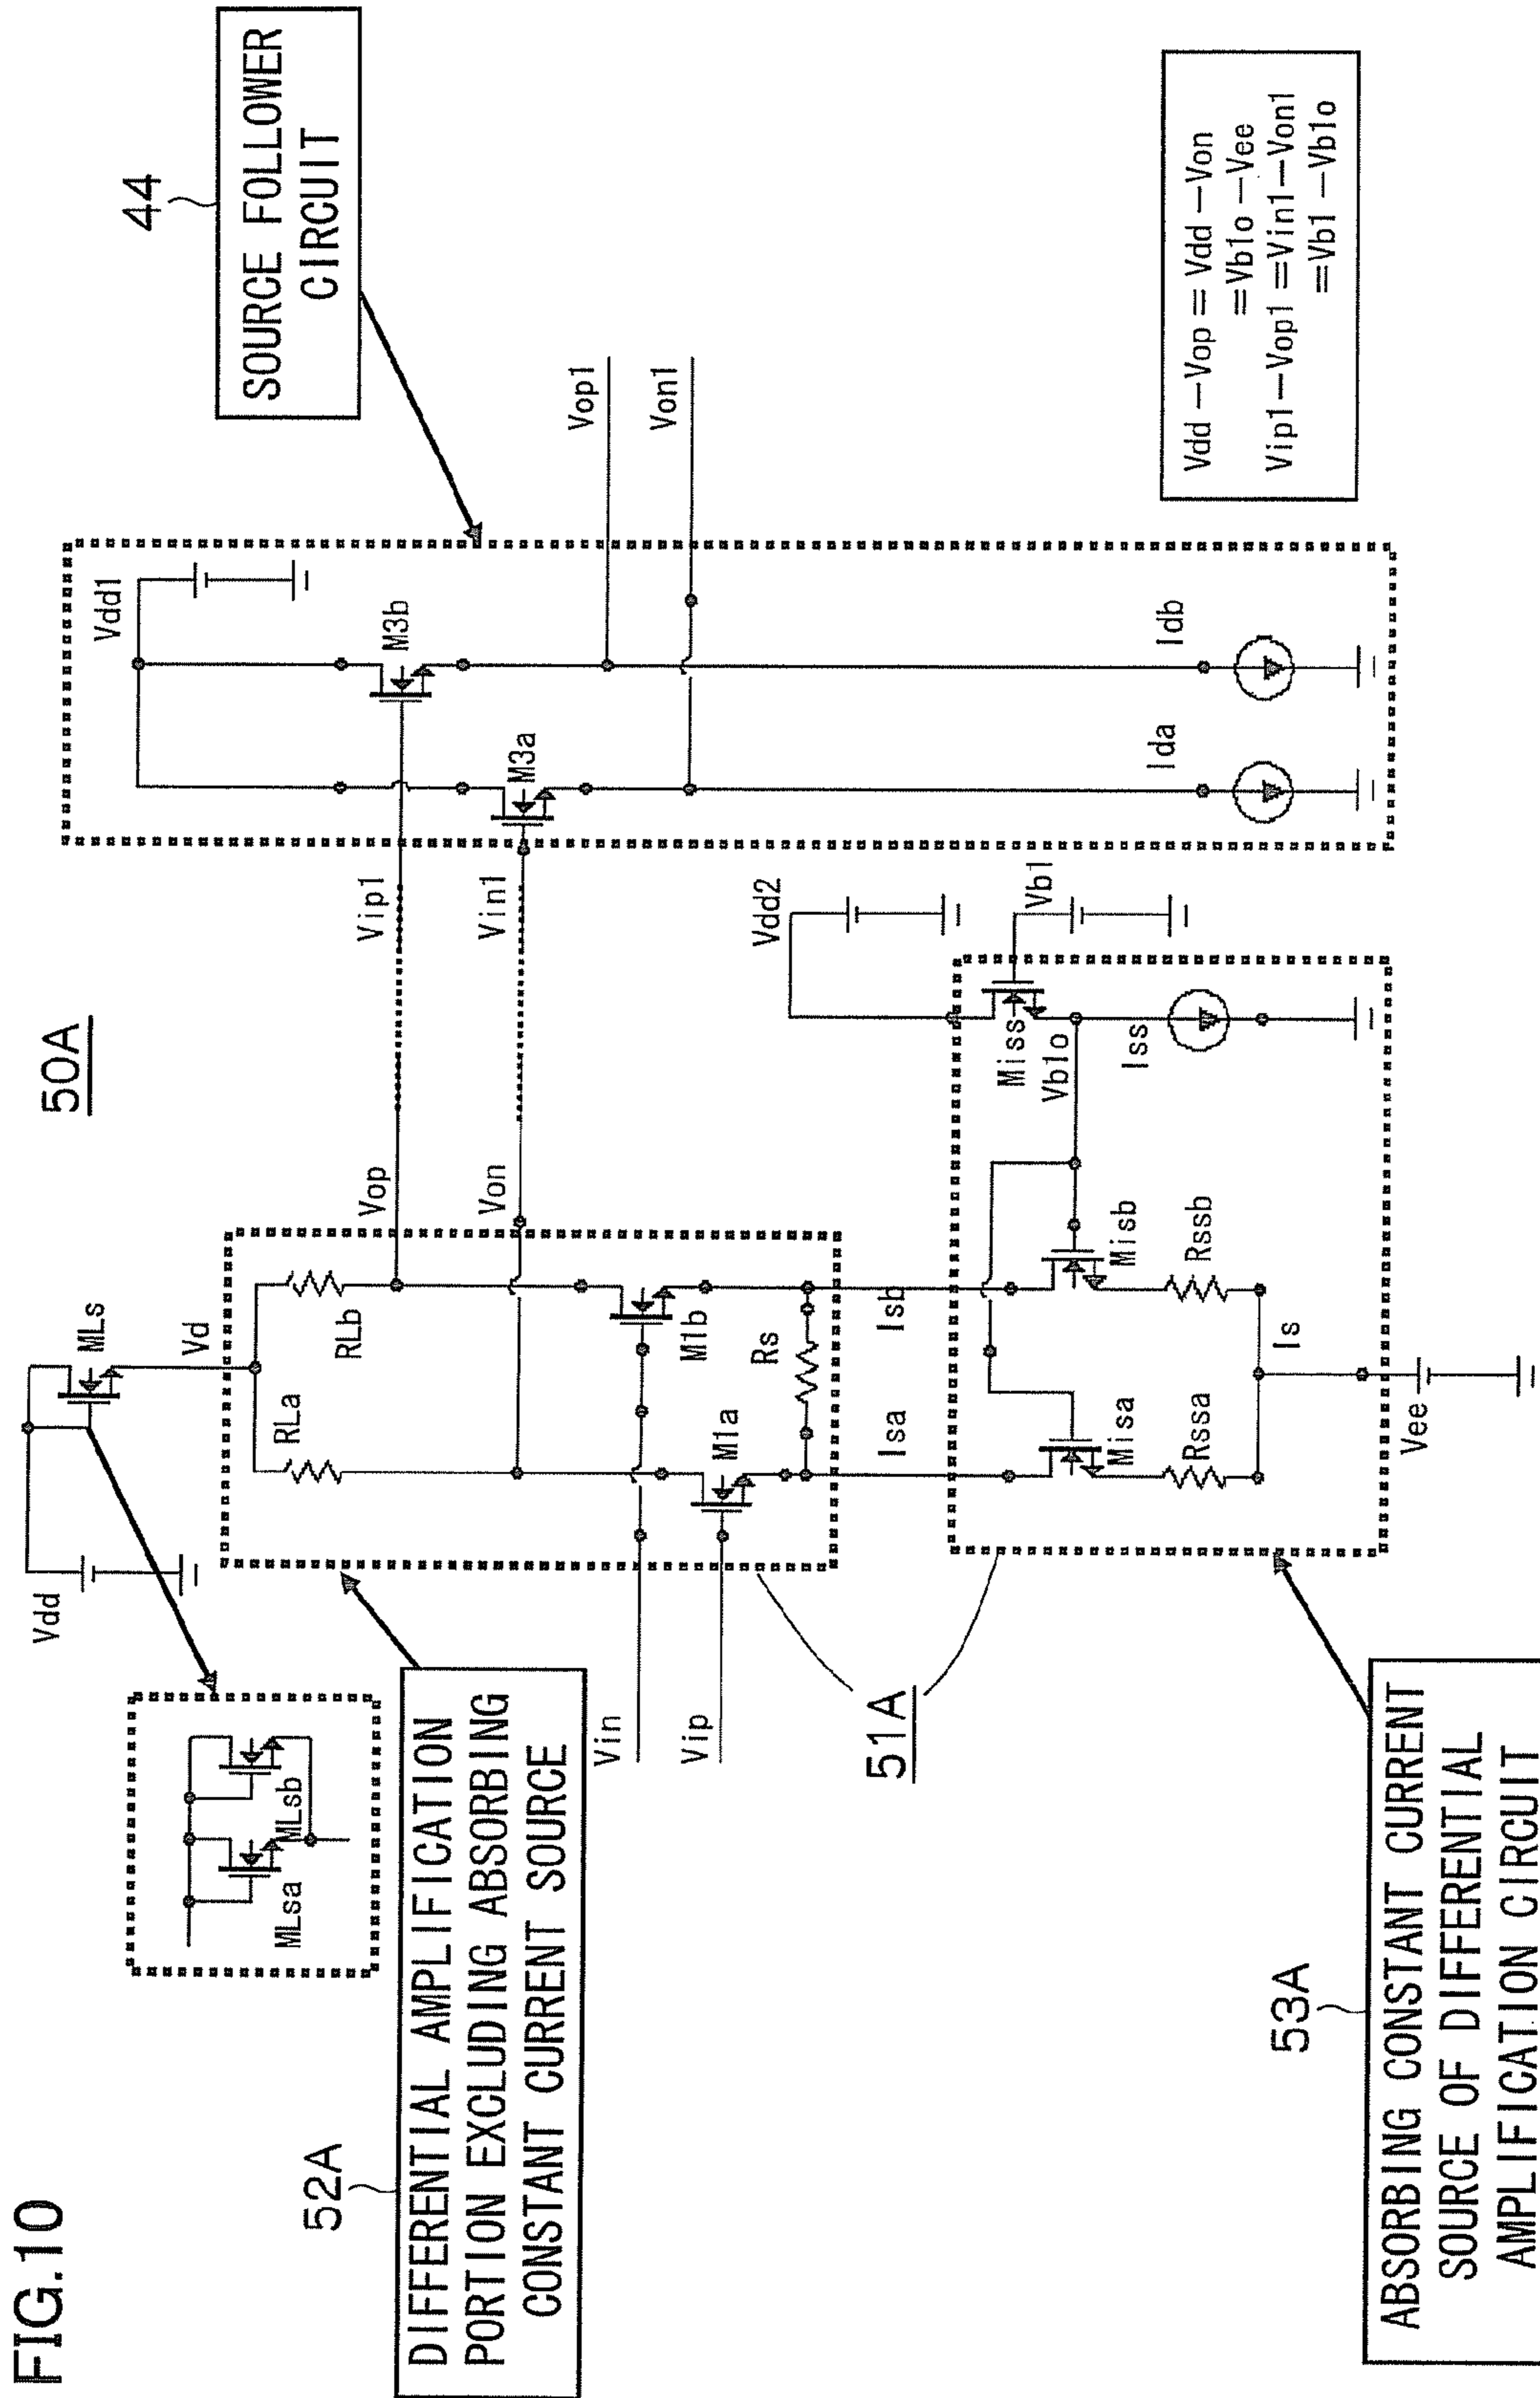 FIG.10
50A
44
SOURCE FOLLOWER
CIRCUIT
Vdd
MLs
Vd
MLsa
MLsb
52A
DIFFERENTIAL AMPLIFICATION
PORTION EXCLUDING ABSORBING
CONSTANT CURRENT SOURCE
RLa
RLb
Vop
Von
Vip1
Vin1
Vdd1
M3b
M3a
Vop1
Von1
Vin
Vip
M1b
M1a
Rs
51A
Isa
Isb
Vdd2
Vb1
Miss
Vb1o
Iss
Misa
Misb
Rssa
Rssb
Is
Vee
Ida
Idb
53A
ABSORBING CONSTANT CURRENT
SOURCE OF DIFFERENTIAL
AMPLIFICATION CIRCUIT
Vdd -Vop = Vdd -Von
=Vb1o -Vee
Vip1-Vop1 =Vin1-Von1
=Vb1 -Vb1o